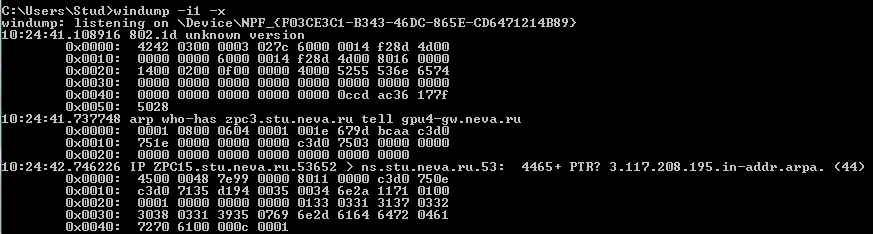 C:\Users\Stud>windump -i1 -x
windump: listening on \Device\NPF_{F03CE3C1-B343-46DC-865E-CD6471214B89}
10:24:41.108916 802.1d unknown version
0x0000: 4242 0300 0003 027c 6000 0014 f28d 4d00
0x0010: 0000 0000 6000 0014 f28d 4d00 8016 0000
0x0020: 1400 0200 0f00 0000 4000 5255 536e 6574
0x0030: 0000 0000 0000 0000 0000 0000 0000 0000
0x0040: 0000 0000 0000 0000 0000 0ccd ac36 177f
0x0050: 5028
10:24:41.737748 arp who-has zpc3.stu.neva.ru tell gpu4-gw.neva.ru
0x0000: 0001 0800 0604 0001 001e 679d bcaa c3d0
0x0010: 751e 0000 0000 0000 c3d0 7503 0000 0000
0x0020: 0000 0000 0000 0000 0000 0000 0000
10:24:42.746226 IP ZPC15.stu.neva.ru.53652 > ns.stu.neva.ru.53: 4465+ PTR? 3.117.208.195.in-addr.arpa. (44)
0x0000: 4500 0048 7e99 0000 8011 0000 c3d0 750e
0x0010: c3d0 7135 d194 0035 0034 6e2a 1171 0100
0x0020: 0001 0000 0000 0000 0133 0331 3137 0332
0x0030: 3038 0331 3935 0769 6e2d 6164 6472 0461
0x0040: 7270 6100 000c 0001